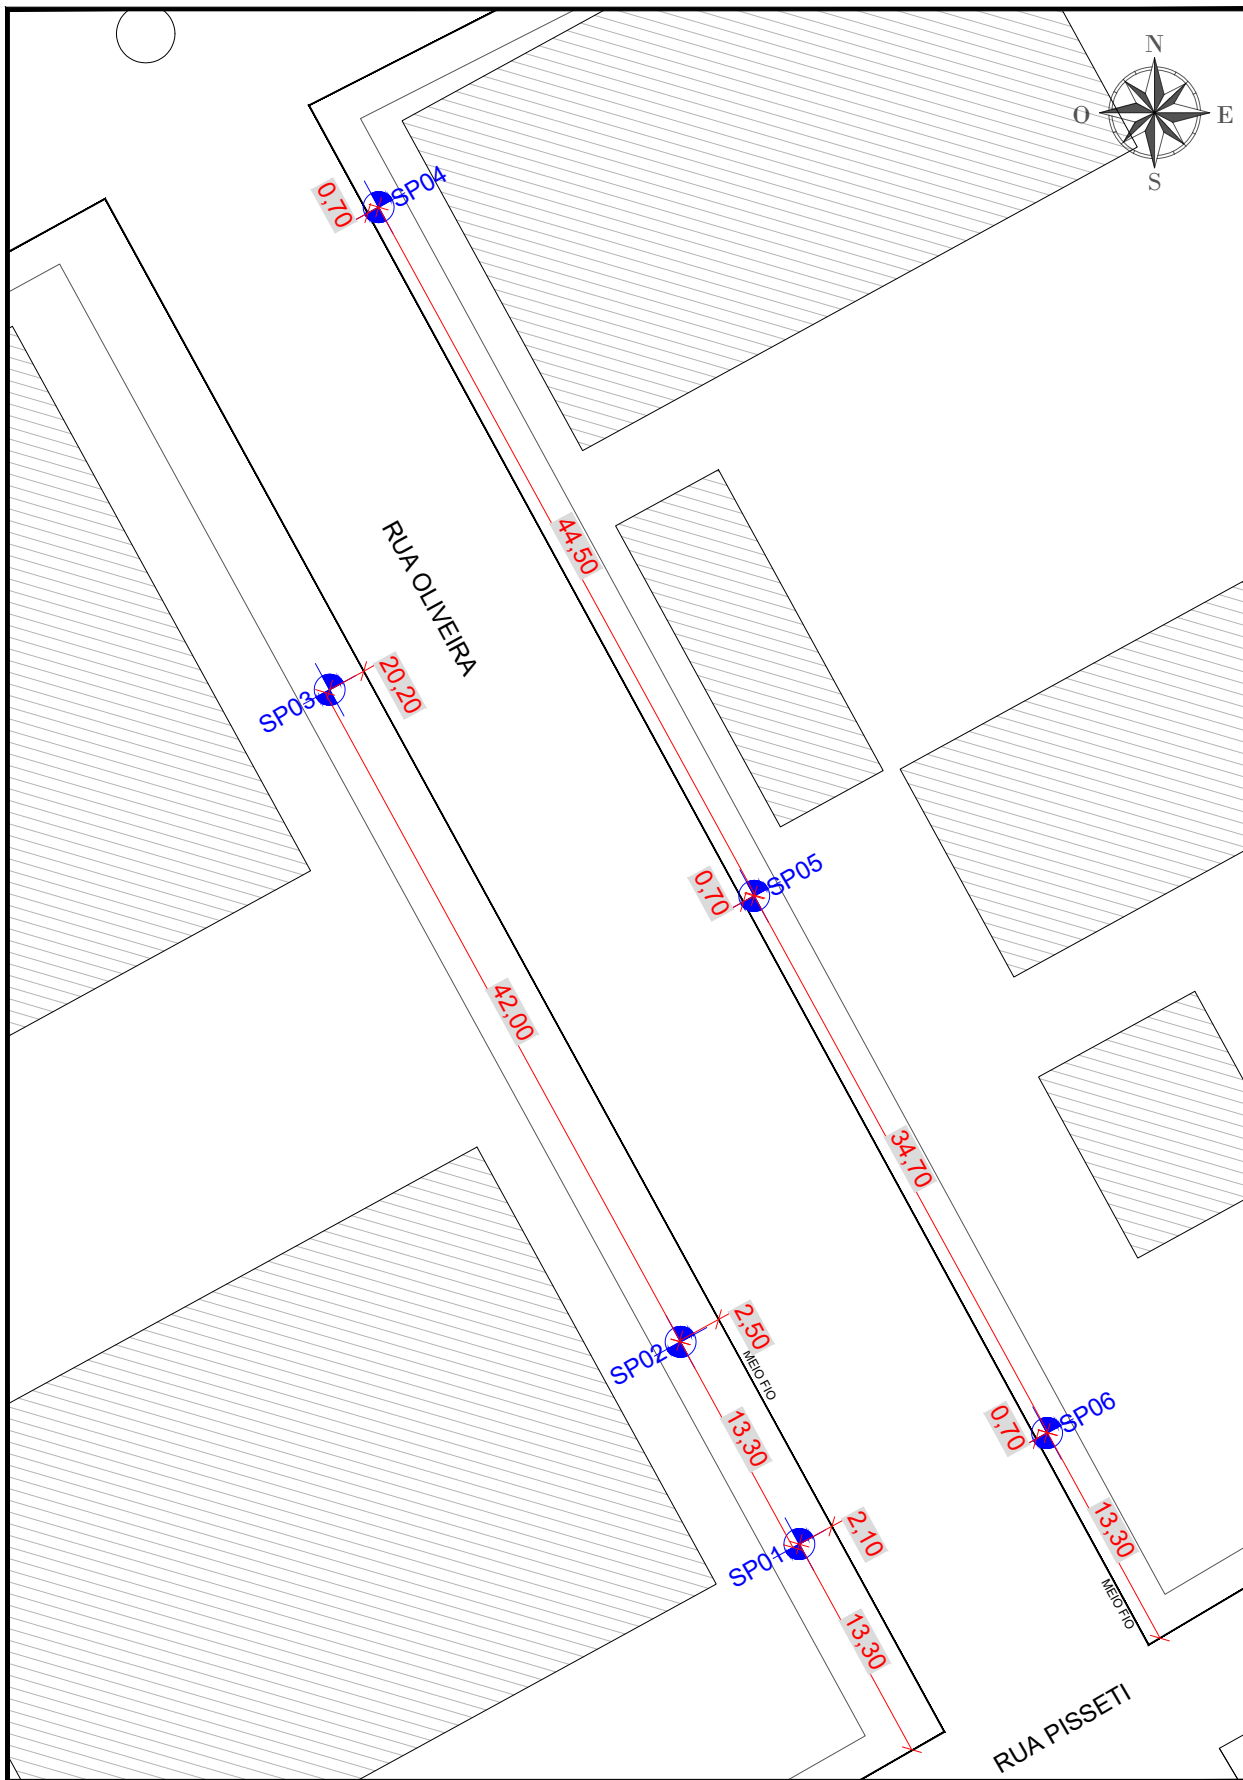 N
O
E
S
SP04
0,70
44,50
RUA OLIVEIRA
20,20
SP03
SP05
0,70
42,00
34,70
2,50
SP02
MEIO FIO
SP06
0,70
13,30
2,10
13,30
SP01
MEIO FIO
13,30
RUA PISSETI